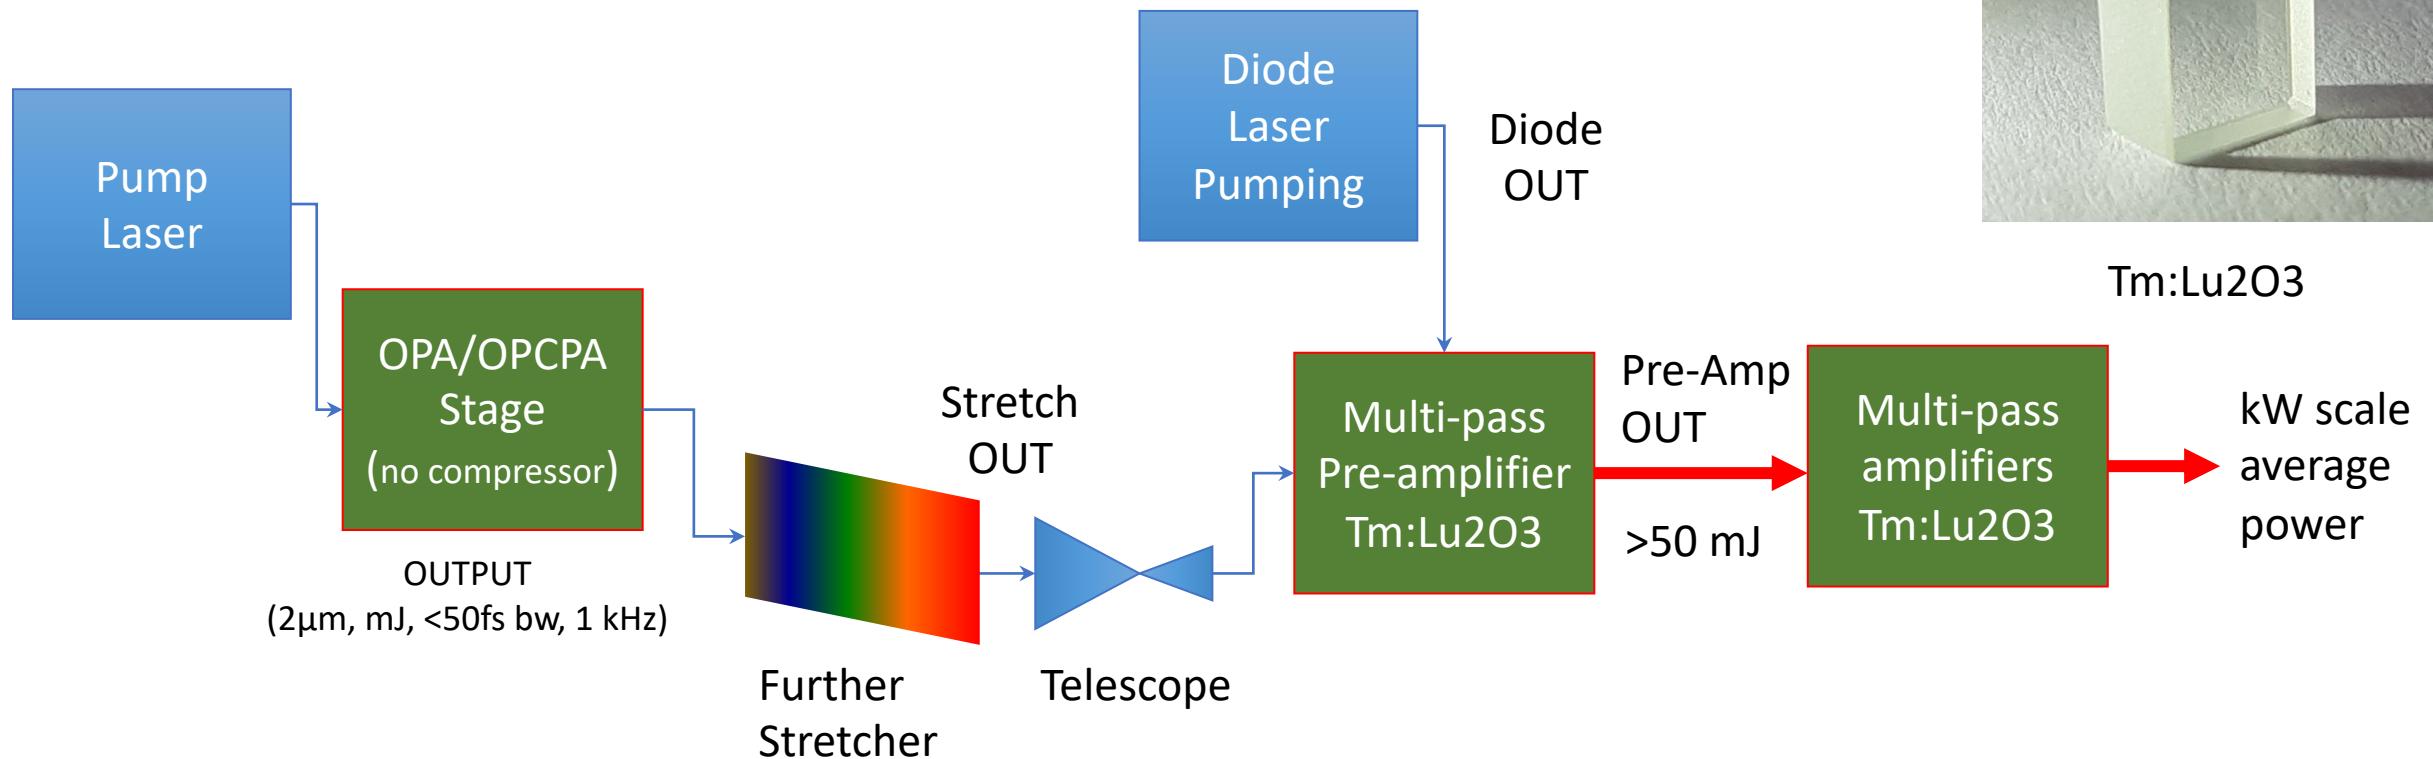 Pump
Laser
OPA/OPCPA
Stage
(no compressor)
OUTPUT
(2µm, mJ, <50fs bw, 1 kHz)
Further
Stretcher
Stretch
OUT
Telescope
Diode
Laser
Pumping
Diode
OUT
Multi-pass
Pre-amplifier
Tm:Lu2O3
Pre-Amp
OUT
>50 mJ
Multi-pass
amplifiers
Tm:Lu2O3
kW scale
average
power
Tm:Lu2O3